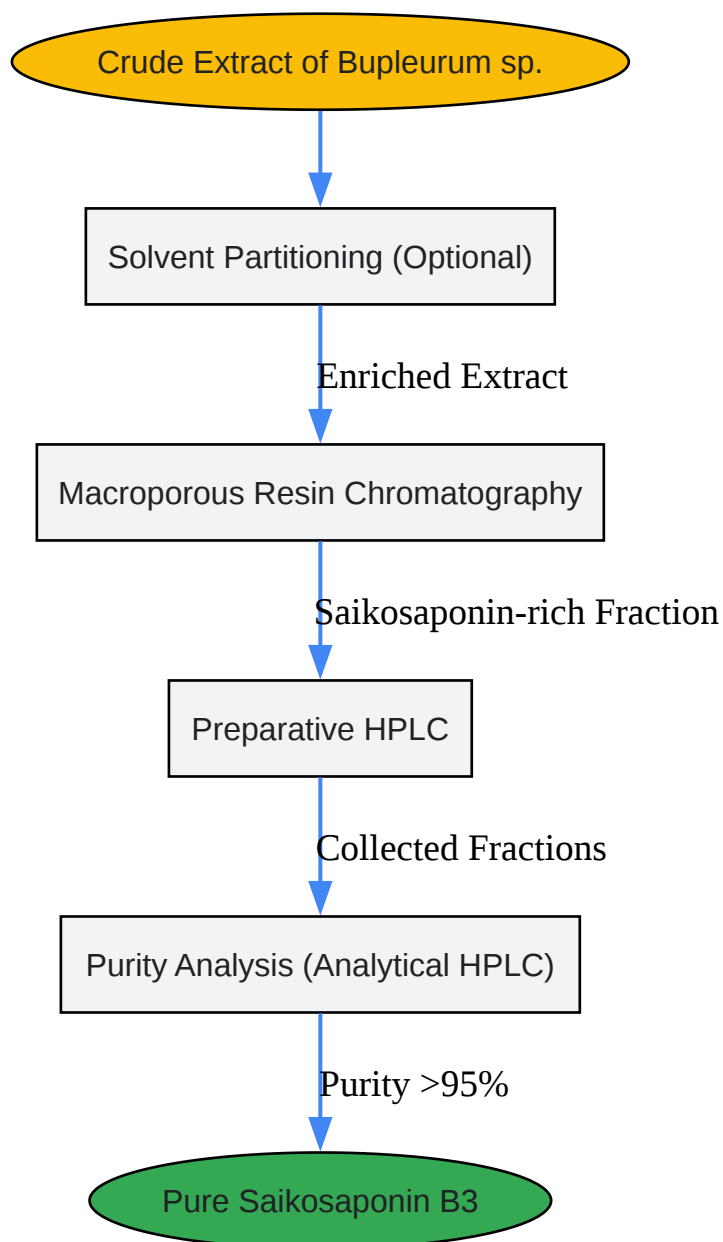 Crude Extract of Bupleurum sp.
Solvent Partitioning (Optional)
Enriched Extract
Macroporous Resin Chromatography
Saikosaponin-rich Fraction
Preparative HPLC
Collected Fractions
Purity Analysis (Analytical HPLC)
Purity >95%
Pure Saikosaponin B3